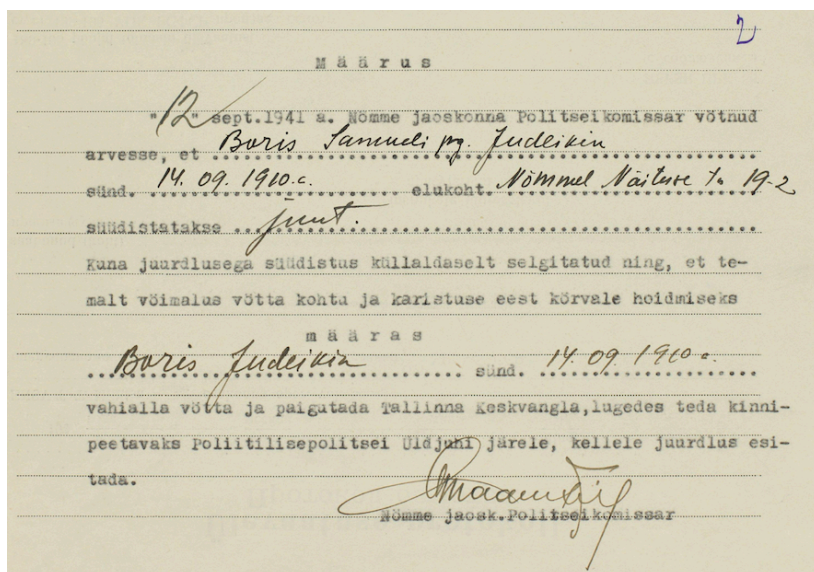 2
Määrus
"12" sept.1941 a. Nõmme jaoskonna Politseikomissar võtnud
arvesse, et Boris Samueli pg. Judeikin
sünd. 14.09.1910.a. elukoht. Nõmmel Näituse tn 19-2
süüdistatakse juut.
Kuna juurdlusega süüdistus küllaldaselt selgitatud ning, et te-
malt võimalus võtta kohtu ja karistuse eest kõrvale hoidmiseks
määras
Boris Judeikin sünd. 14.09.1910.a.
vahialla võtta ja paigutada Tallinna Keskvangla,lugedes teda kinni-
peetavaks Poliitilisepolitsei Üldjuhi järele, kellele juurdlus esi-
tada.
Nõmme jaosk.Politseikomissar